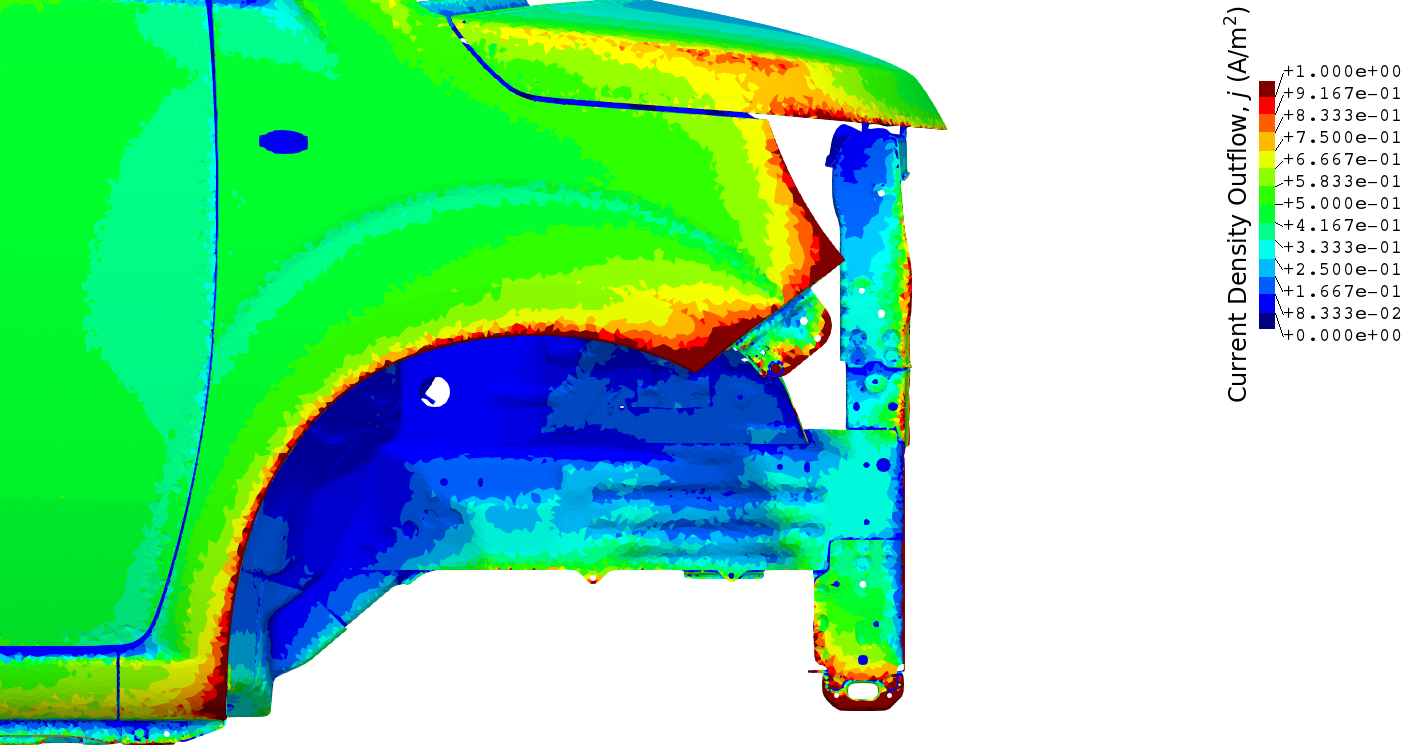 Current Density Outflow, j (A/m²)
+1.000e+00
+9.167e-01
+8.333e-01
+7.500e-01
+6.667e-01
+5.833e-01
+5.000e-01
+4.167e-01
+3.333e-01
+2.500e-01
+1.667e-01
+8.333e-02
+0.000e+00